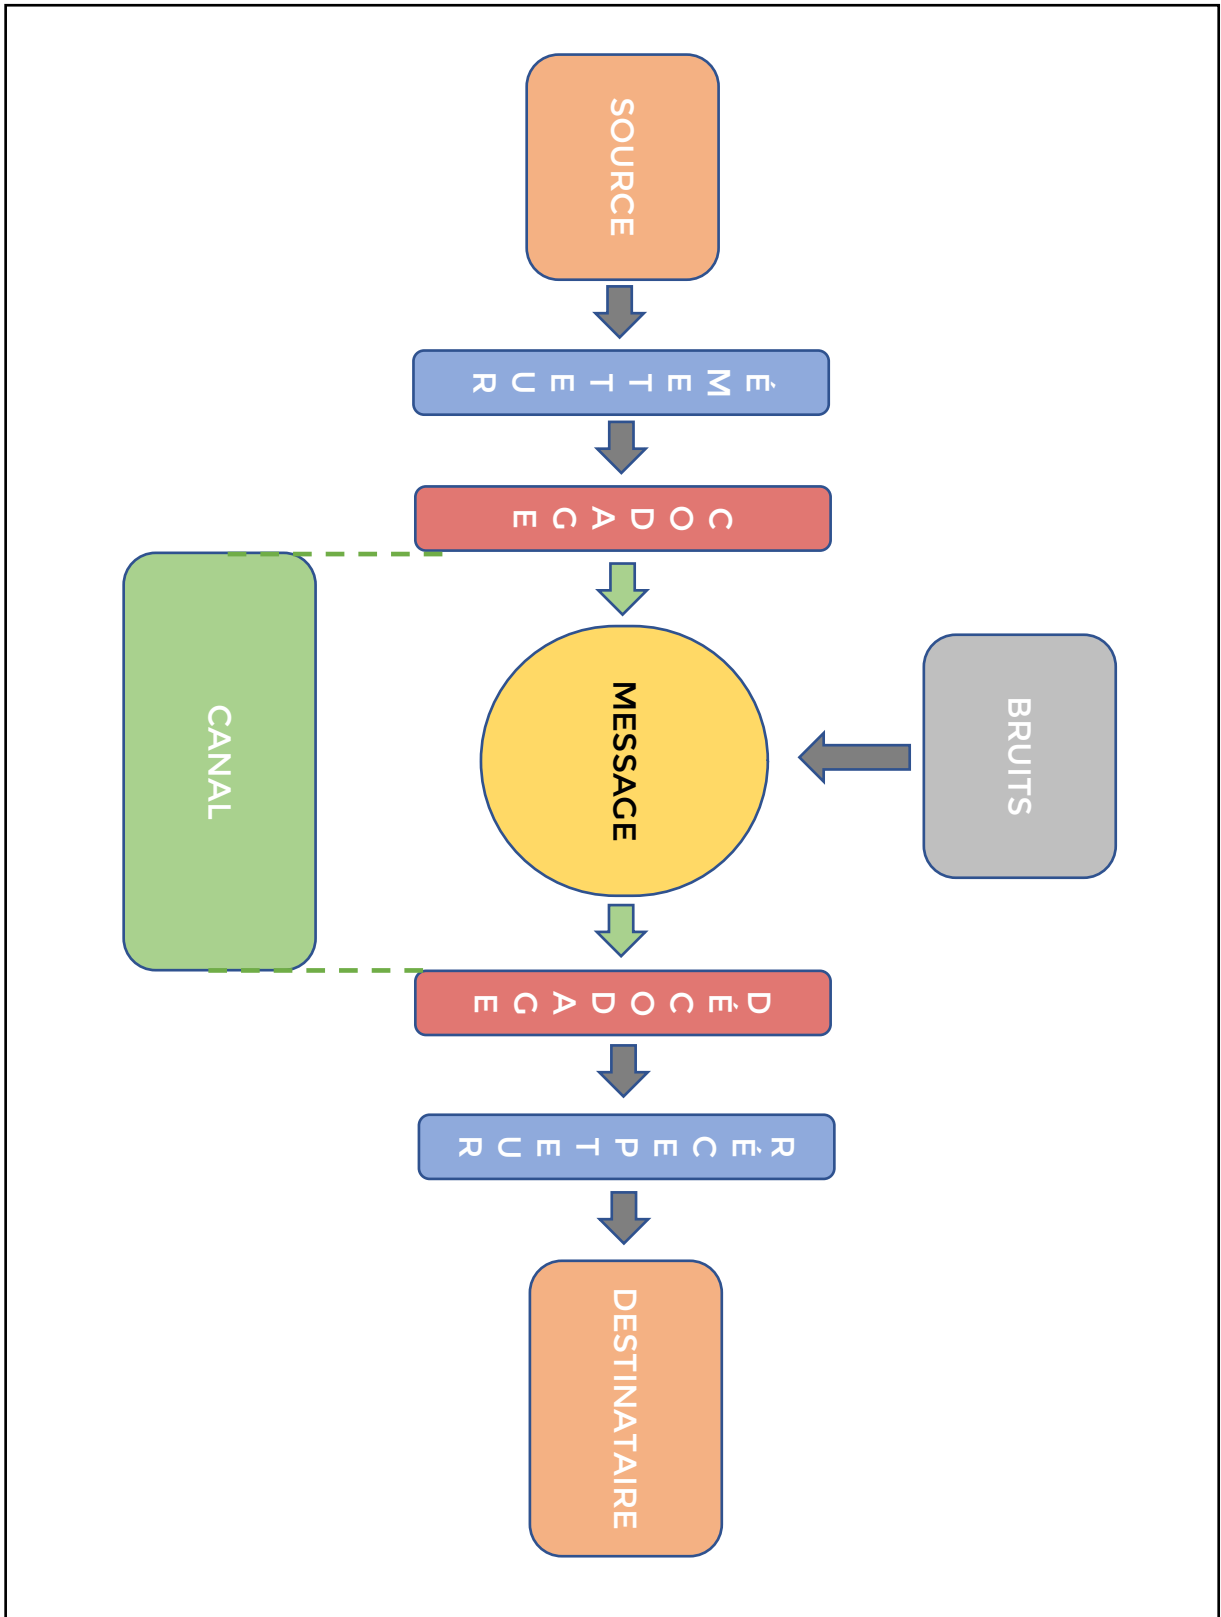 SOURCE
ÉMETTEUR
CODAGE
MESSAGE
BRUITS
CANAL
DÉCODAGE
RÉCEPTEUR
DESTINATAIRE